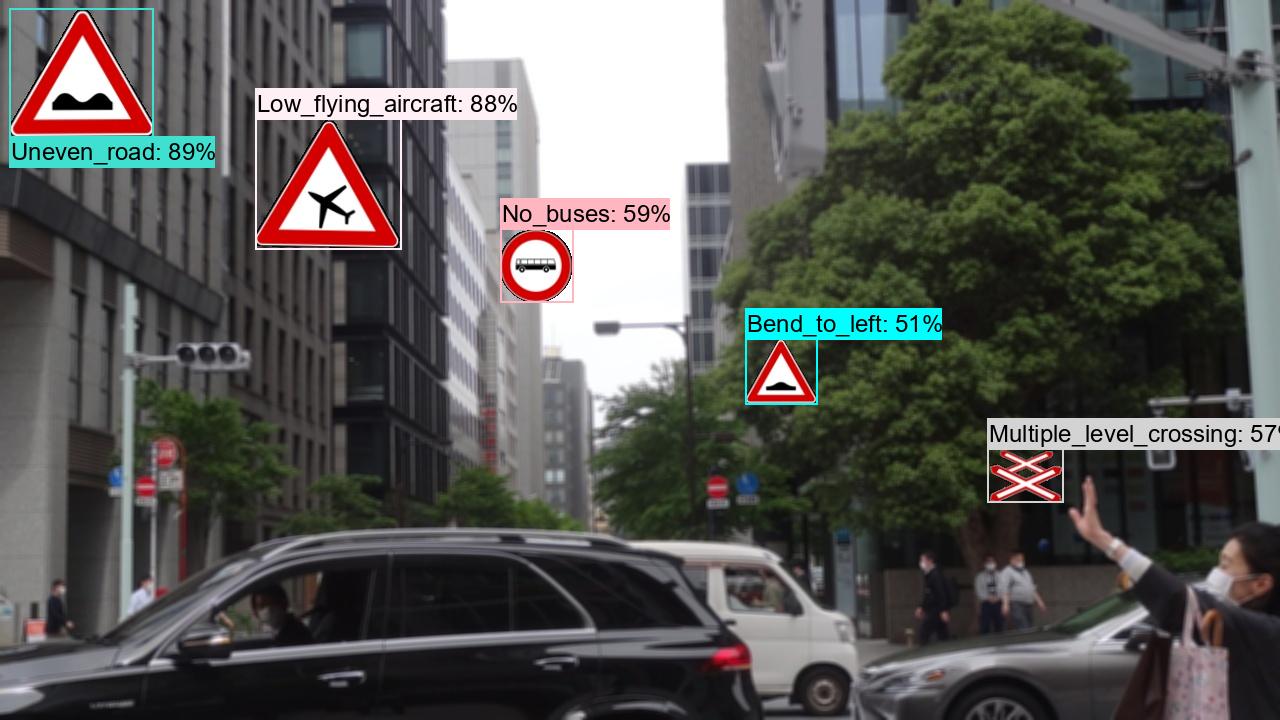 Uneven_road: 89%
Low_flying_aircraft: 88%
No_buses: 59%
Bend_to_left: 51%
Multiple_level_crossing: 57%